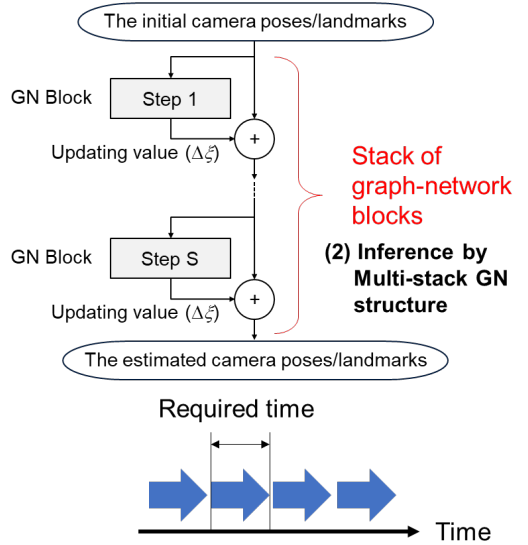 The initial camera poses/landmarks
GN Block
Step 1
+
Updating value (Δξ)
Stack of
graph-network
blocks
(2) Inference by
Multi-stack GN
structure
GN Block
Step S
+
Updating value (Δξ)
The estimated camera poses/landmarks
Required time
Time